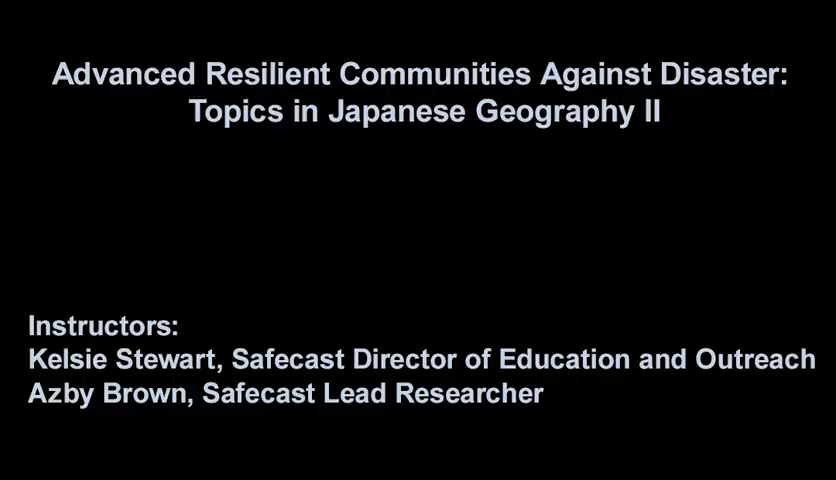 Advanced Resilient Communities Against Disaster:
Topics in Japanese Geography II
Instructors:
Kelsie Stewart, Safecast Director of Education and Outreach
Azby Brown, Safecast Lead Researcher